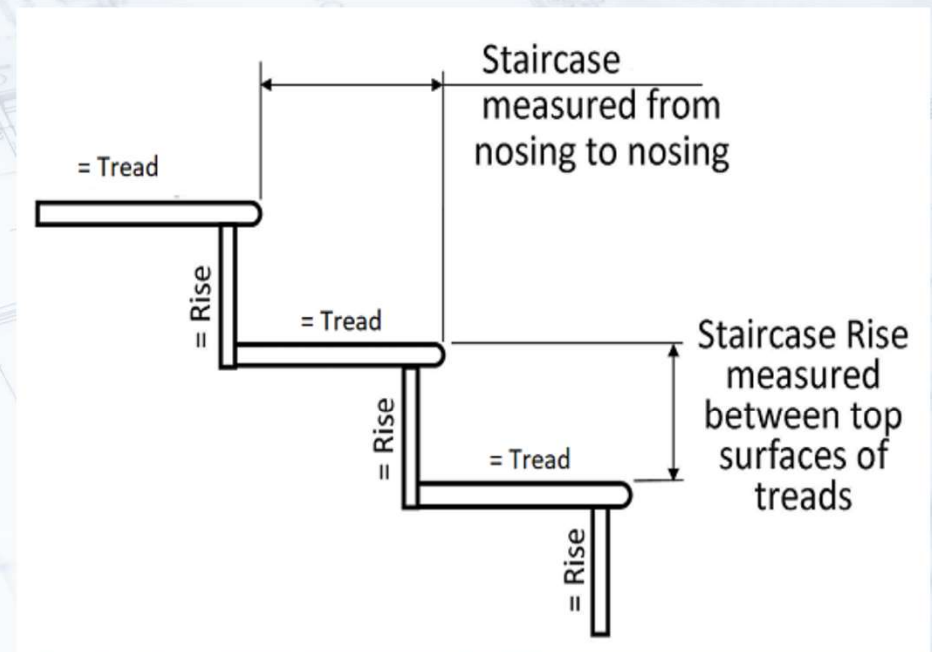 Staircase
measured from
nosing to nosing
= Tread
= Rise
= Tread
Staircase Rise
measured
between top
surfaces of
treads
= Rise
= Tread
= Rise